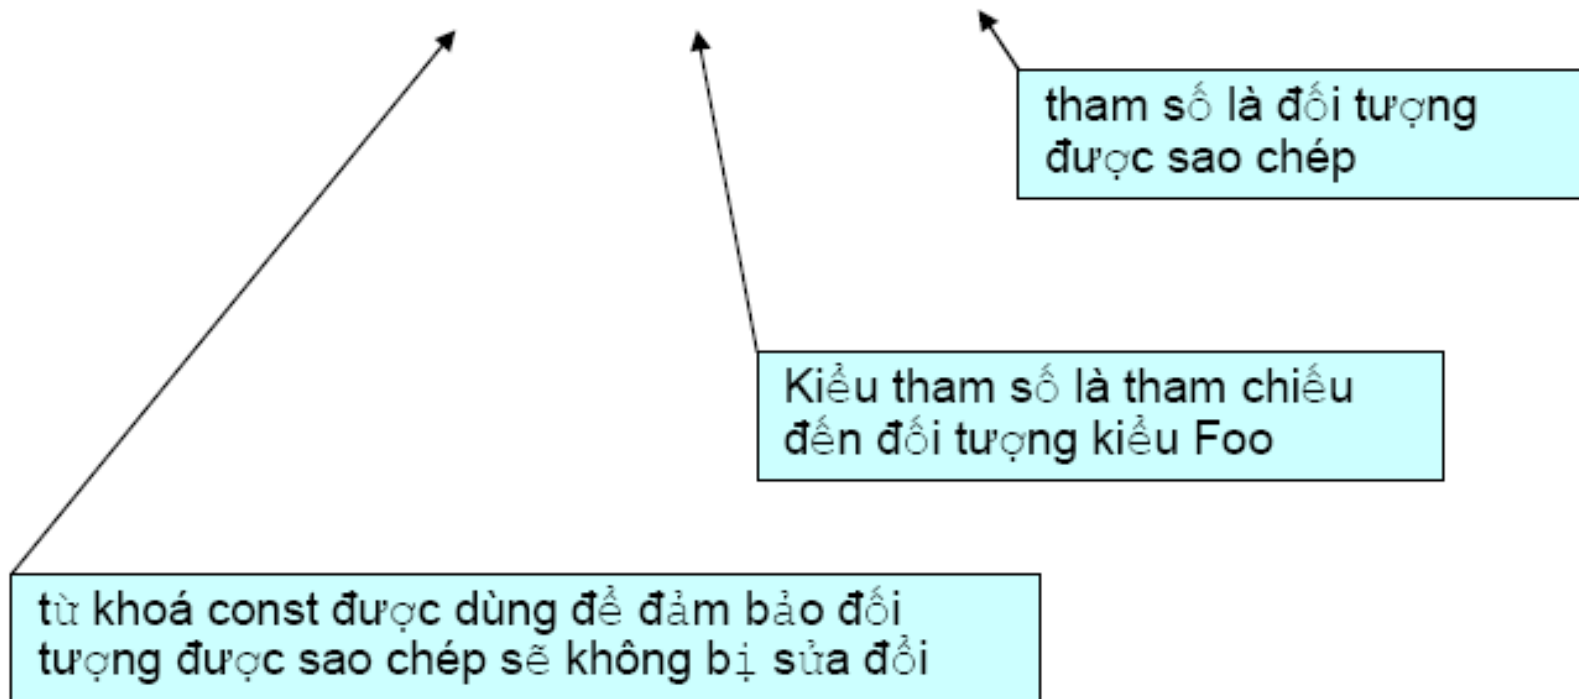 tham số là đối tượng
được sao chép
Kiểu tham số là tham chiếu
đến đối tượng kiểu Foo
từ khoá const được dùng để đảm bảo đối
tượng được sao chép sẽ không bị sửa đổi